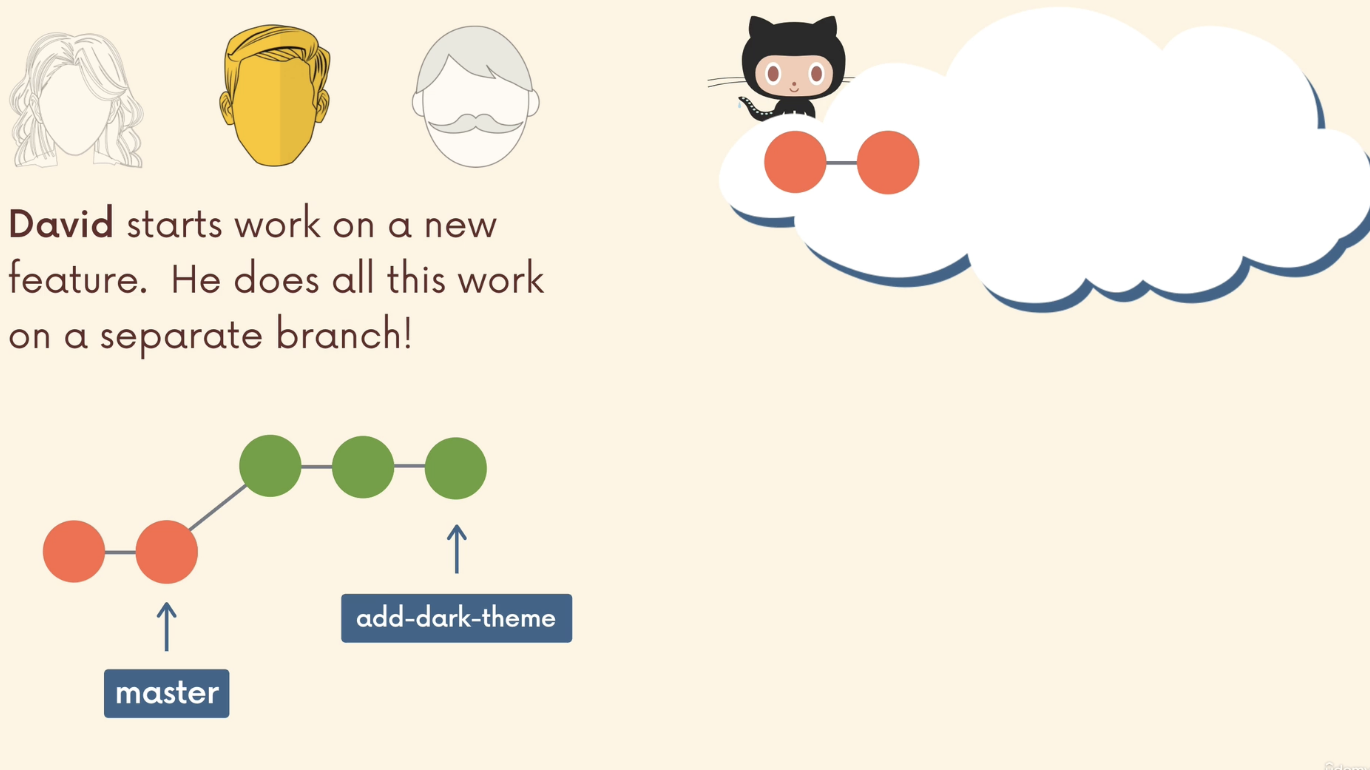 David starts work on a new
feature. He does all this work
on a separate branch!
add-dark-theme
master